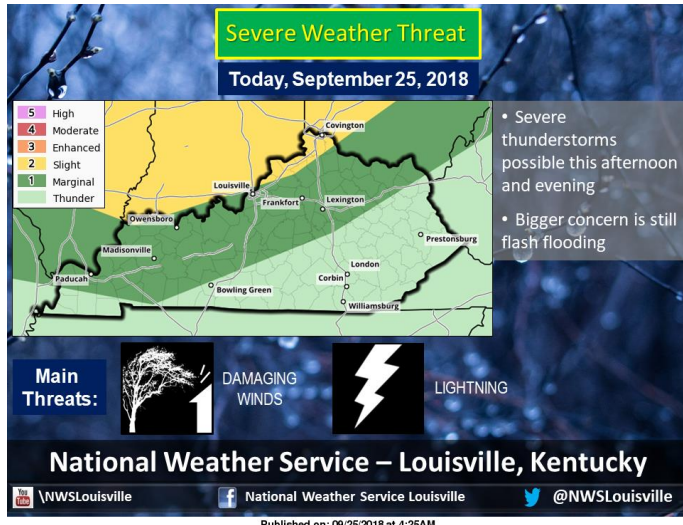 Severe Weather Threat
Today, September 25, 2018
5 High
4 Moderate
3 Enhanced
2 Slight
1 Marginal
Thunder
Covington
Louisville
Frankfort
Lexington
Owensboro
Prestonsburg
Madisonville
London
Paducah
Corbin
Bowling Green
Williamsburg
• Severe
thunderstorms
possible this afternoon
and evening
• Bigger concern is still
flash flooding
Main
Threats:
DAMAGING
WINDS
LIGHTNING
National Weather Service – Louisville, Kentucky
You
Tube
\NWSLouisville
f
National Weather Service Louisville
@NWSLouisville
Published on: 09/25/2018 at 4:25AM